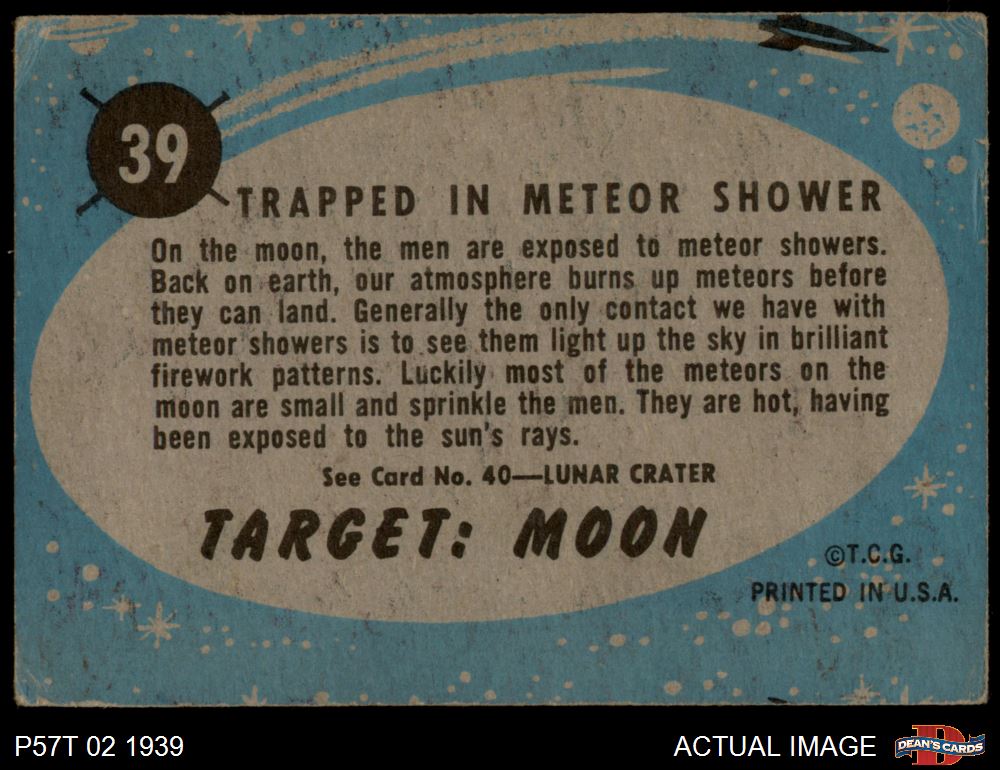 39
TRAPPED IN METEOR SHOWER
On the moon, the men are exposed to meteor showers.
Back on earth, our atmosphere burns up meteors before
they can land. Generally the only contact we have with
meteor showers is to see them light up the sky in brilliant
firework patterns. Luckily most of the meteors on the
moon are small and sprinkle the men. They are hot, having
been exposed to the sun's rays.
See Card No. 40—LUNAR CRATER
TARGET: MOON
©T.C.G.
PRINTED IN U.S.A.
P57T 02 1939
ACTUAL IMAGE
D
DEAN'S CARDS